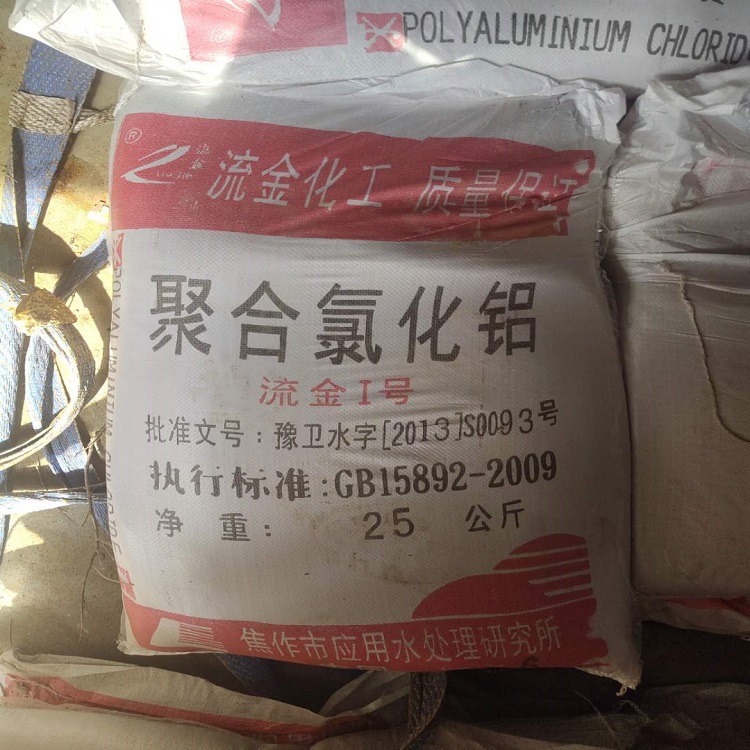 POLYALUMINIUM CHLORID
流金化工 质量保证
聚合氯化铝
流金I号
批准文号：豫卫水字[2013]S0093号
执行标准：GB15892-2009
净重： 25 公斤
焦作市应用水处理研究所